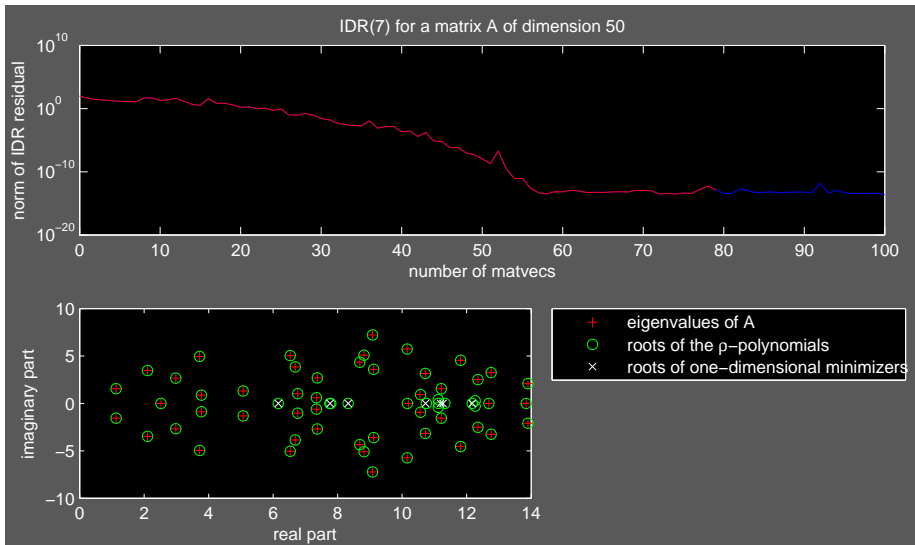 IDR(7) for a matrix A of dimension 50
norm of IDR residual
10^10
10^0
10^−10
10^−20
0 10 20 30 40 50 60 70 80 90 100
number of matvecs
imaginary part
10
5
0
−5
−10
0 2 4 6 8 10 12 14
real part
eigenvalues of A
roots of the ρ−polynomials
roots of one−dimensional minimizers